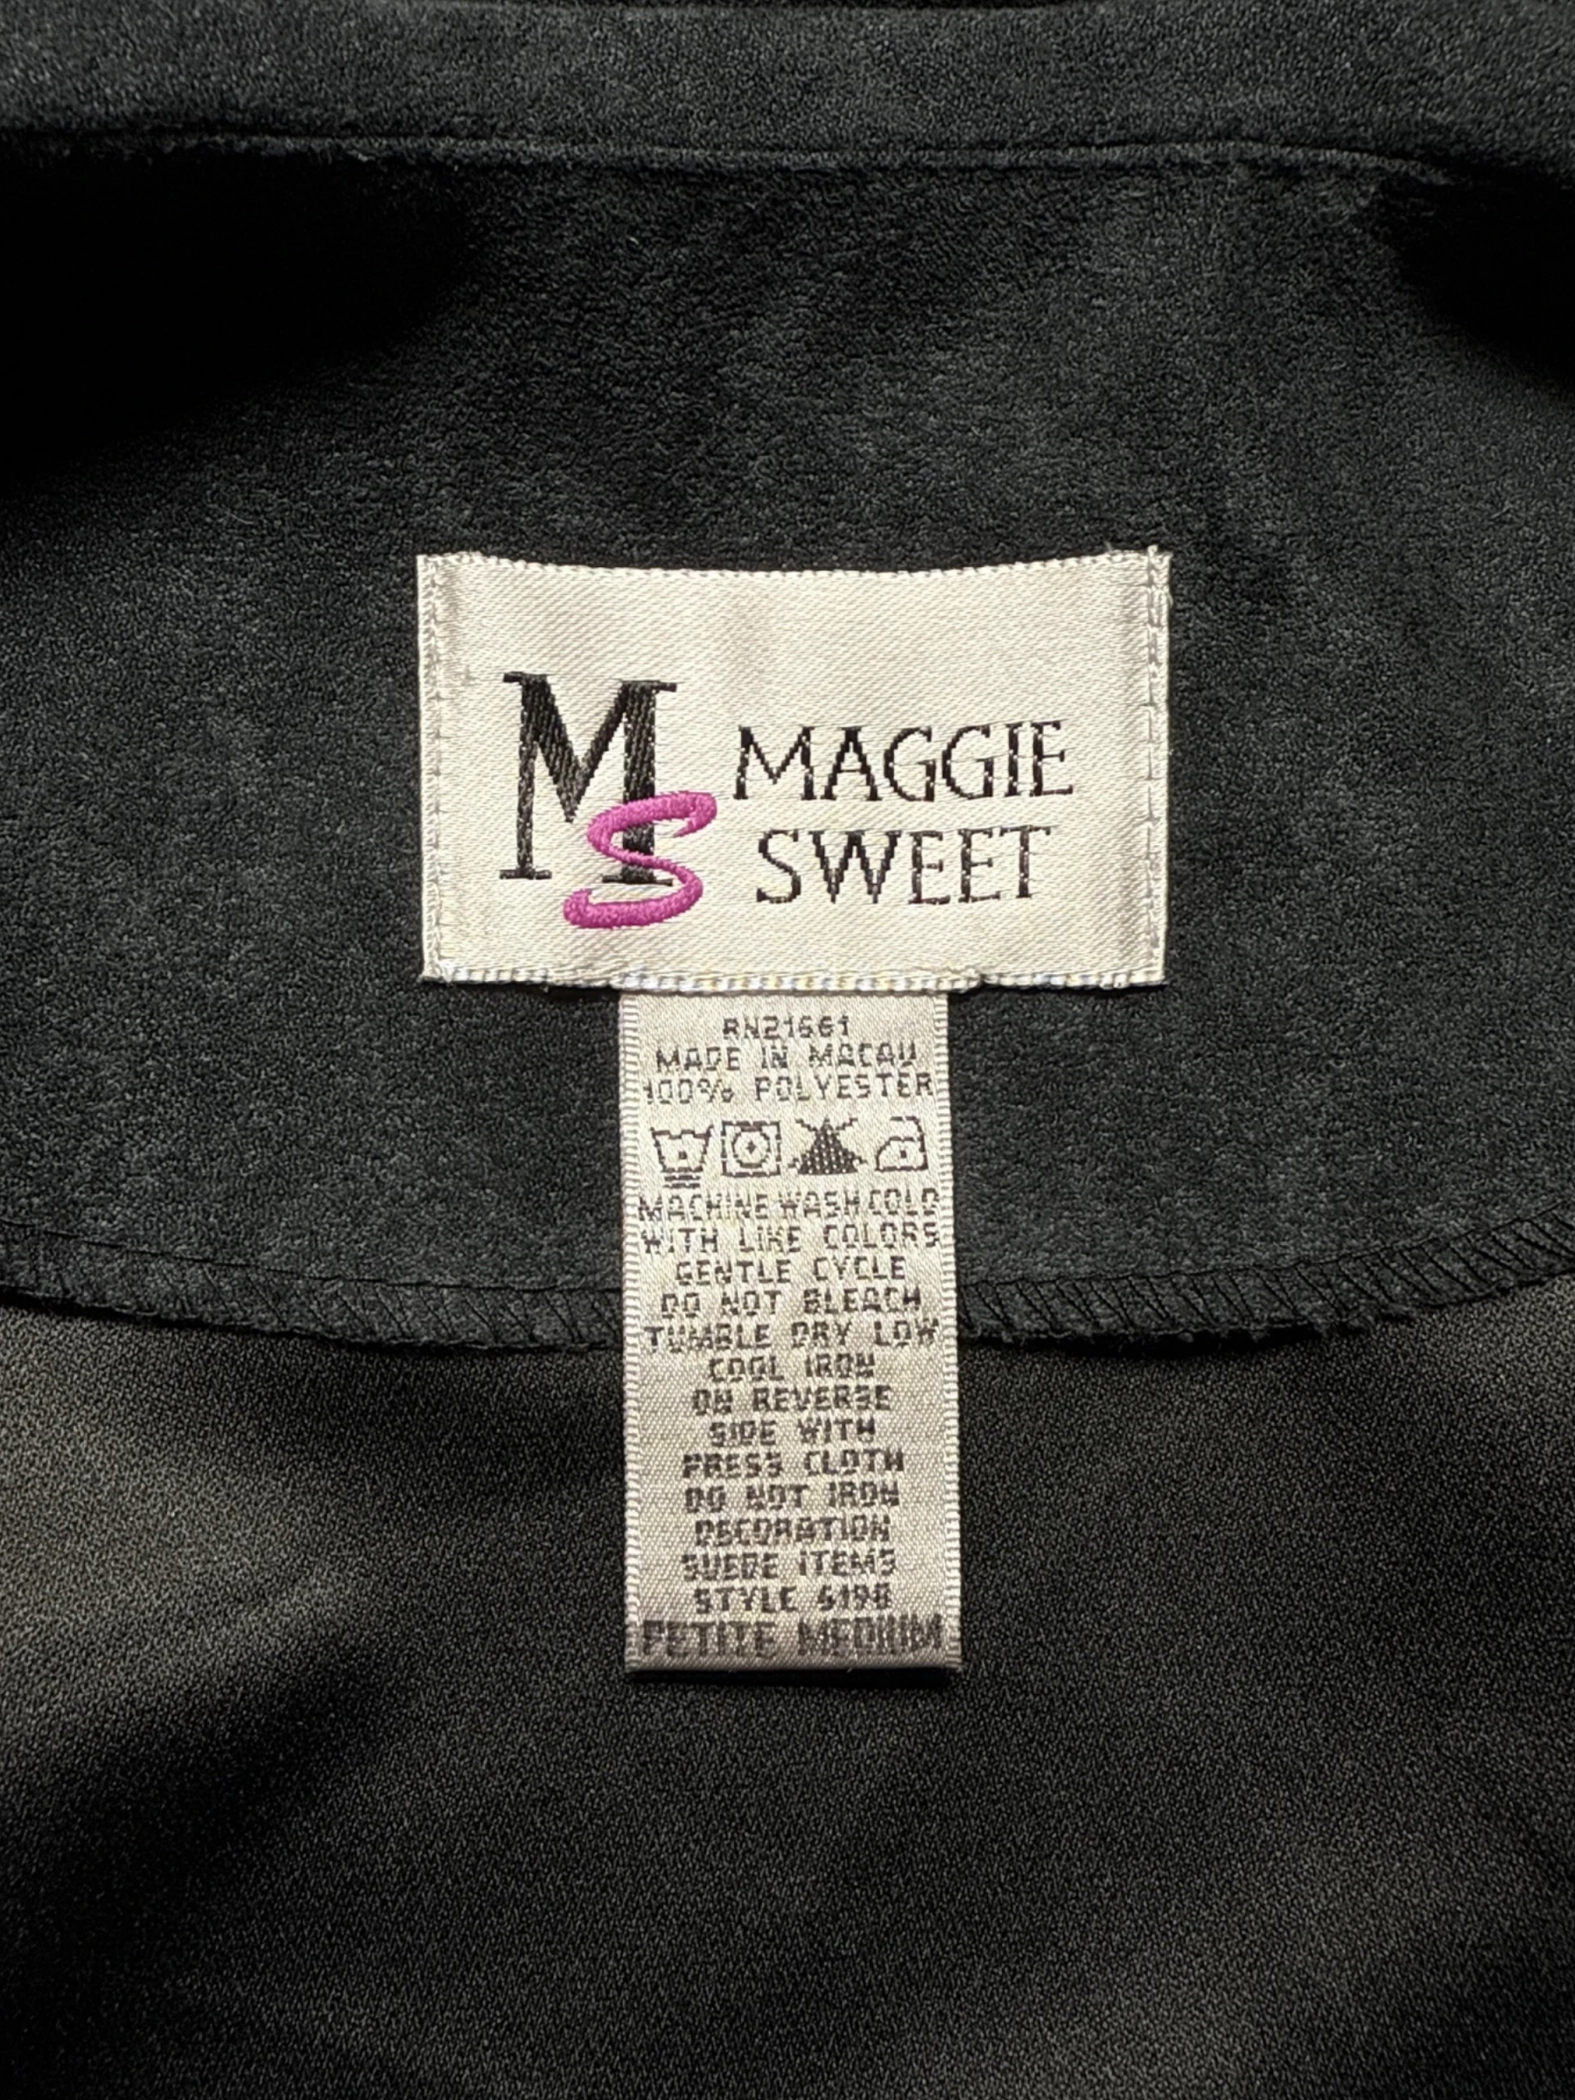 MS
MAGGIE
SWEET
RN21661
MADE IN MACAU
100% POLYESTER
MACHINE WASH COLD
WITH LIKE COLORS
GENTLE CYCLE
DO NOT BLEACH
TUMBLE DRY LOW
COOL IRON
ON REVERSE
SIDE WITH
PRESS CLOTH
DO NOT IRON
DECORATION
SUEDE ITEMS
STYLE 6198
PETITE MEDIUM